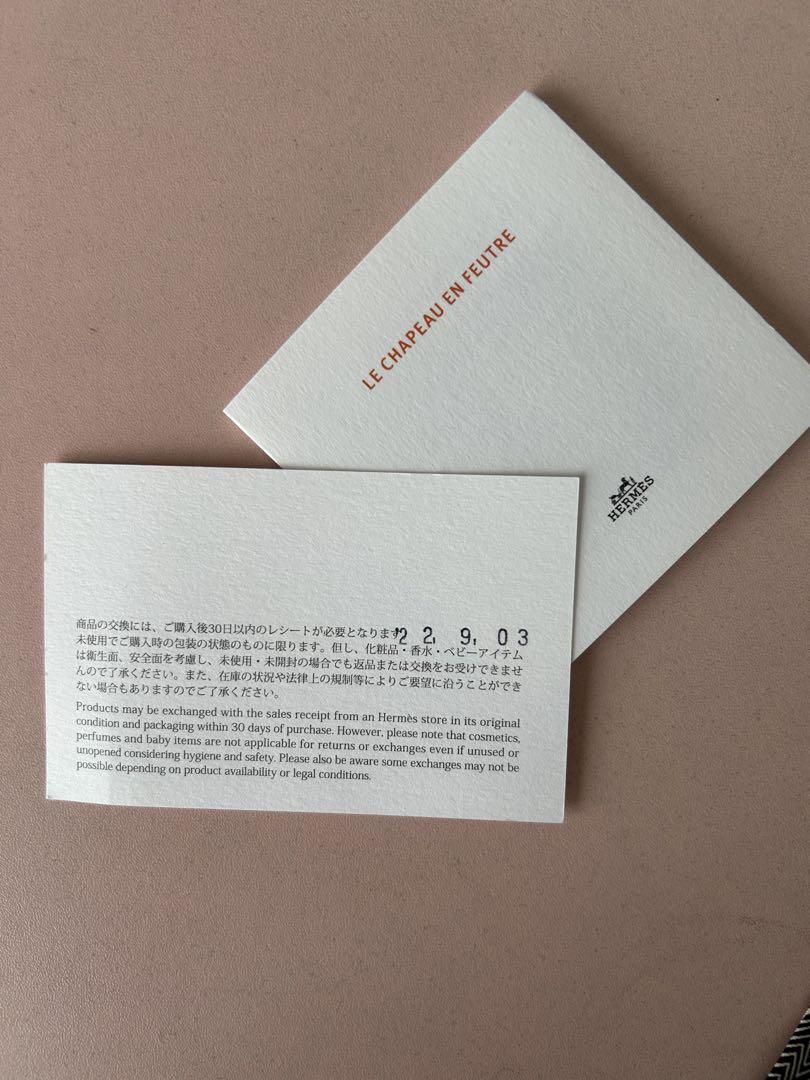 LE CHAPEAU EN FEUTRE
HERMÈS
PARIS
商品の交換には、ご購入後30日以内のレシートが必要となります。
'22. 9. 03
未使用でご購入時の包装の状態のものに限ります。但し、化粧品・香水・ベビーアイテム
は衛生面、安全面を考慮し、未使用・未開封の場合でも返品または交換をお受けできませ
んので了承ください。また、在庫の状況や法律上の規制等によりご要望に沿うことができ
ない場合もありますのでご了承ください。
Products may be exchanged with the sales receipt from an Hermès store in its original
condition and packaging within 30 days of purchase. However, please note that cosmetics,
perfumes and baby items are not applicable for returns or exchanges even if unused or
unopened considering hygiene and safety. Please also be aware some exchanges may not be
possible depending on product availability or legal conditions.